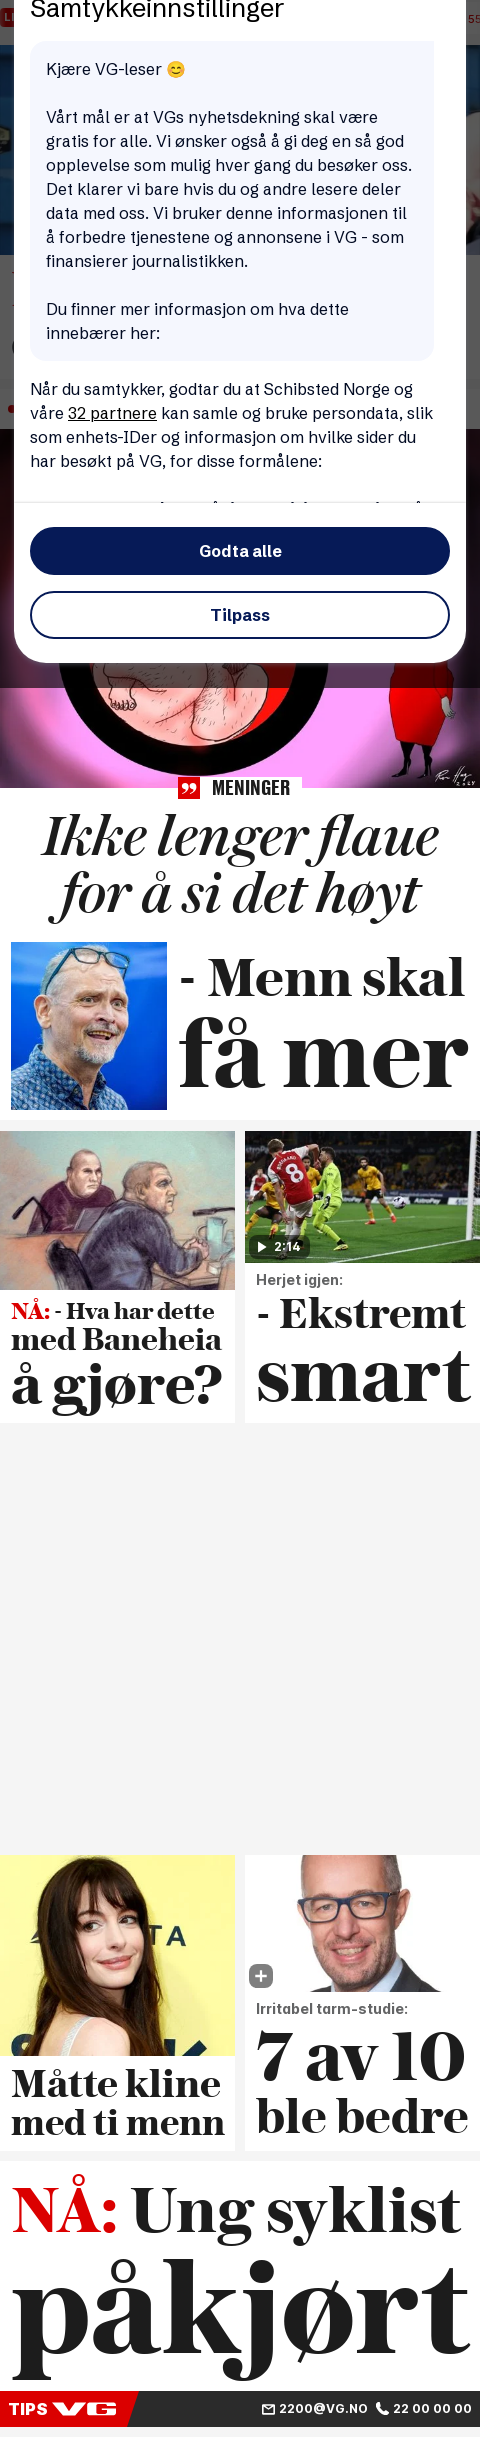 Samtykkeinnstillinger
Kjære VG-leser 😊
Vårt mål er at VGs nyhetsdekning skal være
gratis for alle. Vi ønsker også å gi deg en så god
opplevelse som mulig hver gang du besøker oss.
Det klarer vi bare hvis du og andre lesere deler
data med oss. Vi bruker denne informasjonen til
å forbedre tjenestene og annonsene i VG - som
finansierer journalistikken.
Du finner mer informasjon om hva dette
innebærer her:
Når du samtykker, godtar du at Schibsted Norge og
våre 32 partnere kan samle og bruke persondata, slik
som enhets-IDer og informasjon om hvilke sider du
har besøkt på VG, for disse formålene:
Godta alle
Tilpass
MENINGER
Ikke lenger flaue
for å si det høyt
- Menn skal
få mer
2:14
NÅ: - Hva har dette
med Baneheia
å gjøre?
Herjet igjen:
- Ekstremt
smart
Måtte kline
med ti menn
Irritabel tarm-studie:
7 av 10
ble bedre
NÅ: Ung syklist
påkjørt
TIPS VG 2200@VG.NO 22 00 00 00